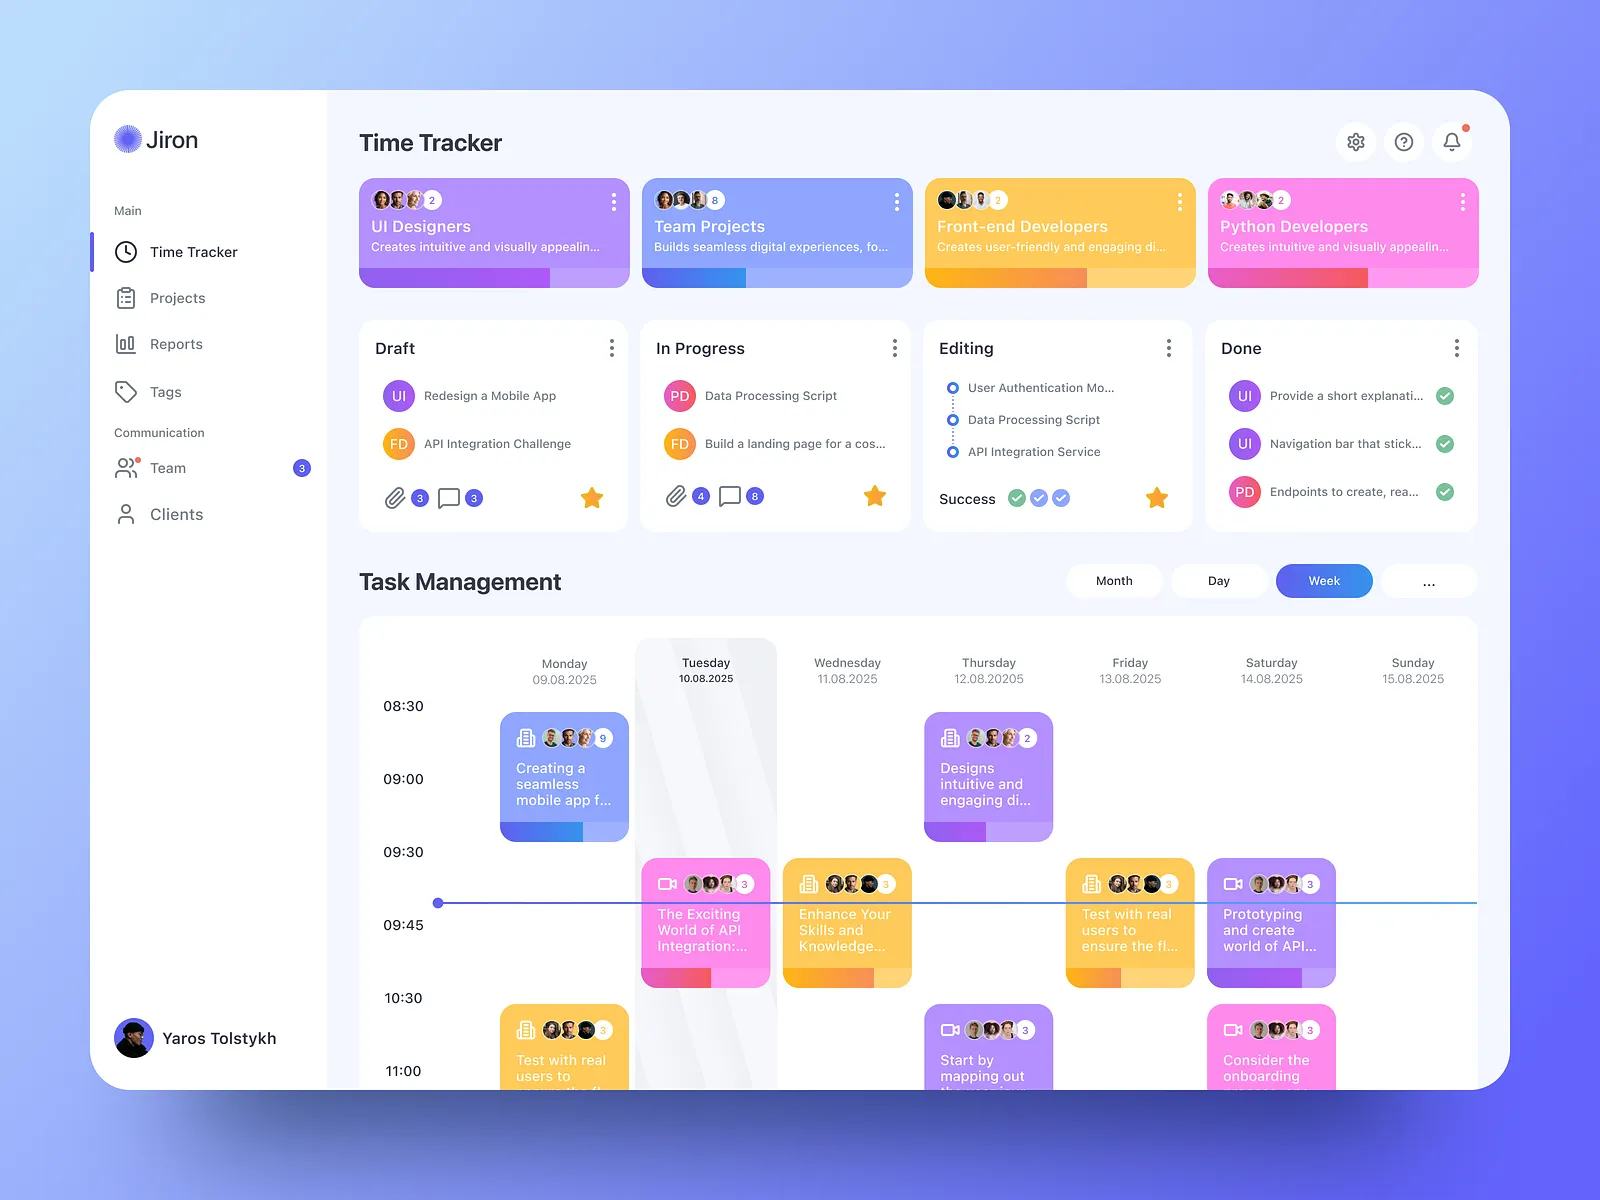 Jiron
Main
Time Tracker
Projects
Reports
Tags
Communication
Team
3
Clients
Yaros Tolstykh
Time Tracker
2
UI Designers
Creates intuitive and visually appealin...
8
Team Projects
Builds seamless digital experiences, fo...
2
Front-end Developers
Creates user-friendly and engaging di...
2
Python Developers
Creates intuitive and visually appealin...
Draft
UI Redesign a Mobile App
FD API Integration Challenge
3 3
In Progress
PD Data Processing Script
FD Build a landing page for a cos...
4 8
Editing
User Authentication Mo...
Data Processing Script
API Integration Service
Success
Done
UI Provide a short explanati...
UI Navigation bar that stick...
PD Endpoints to create, rea...
Task Management
Month
Day
Week
...
Monday
09.08.2025
Tuesday
10.08.2025
Wednesday
11.08.2025
Thursday
12.08.20205
Friday
13.08.2025
Saturday
14.08.2025
Sunday
15.08.2025
08:30
09:00
09:30
09:45
10:30
11:00
9
Creating a
seamless
mobile app f...
2
Designs
intuitive and
engaging di...
3
The Exciting
World of API
Integration:...
3
Enhance Your
Skills and
Knowledge...
3
Test with real
users to
ensure the fl...
3
Prototyping
and create
world of API...
3
Test with real
users to
3
Start by
mapping out
3
Consider the
onboarding